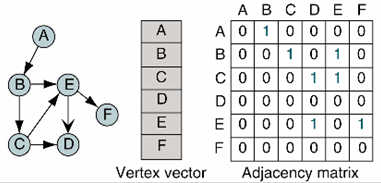 A
B
E
F
C
D
A
B
C
D
E
F
Vertex vector
A B C D E F
A 0 1 0 0 0 0
B 0 0 1 0 1 0
C 0 0 0 1 1 0
D 0 0 0 0 0 0
E 0 0 0 1 0 1
F 0 0 0 0 0 0
Adjacency matrix